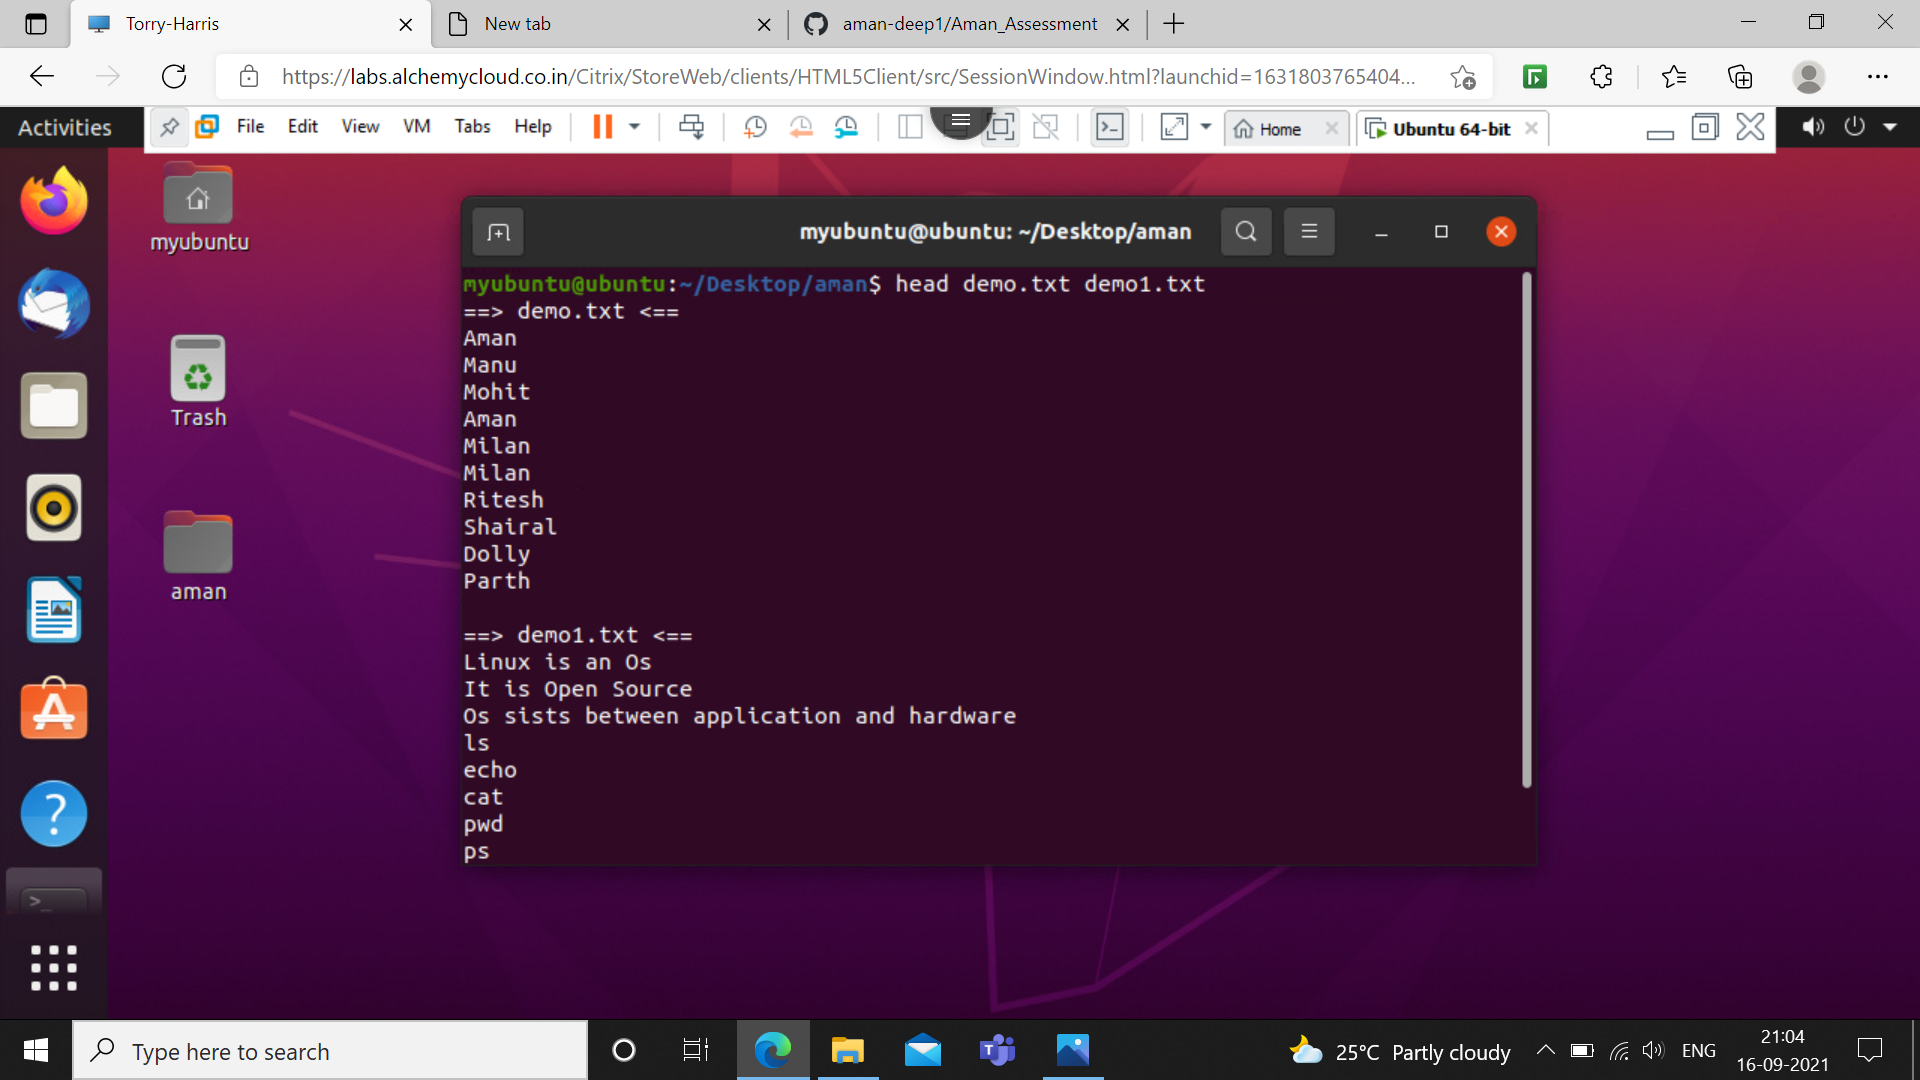 Torry-Harris
New tab
aman-deep1/Aman_Assessment
https://labs.alchemycloud.co.in/Citrix/StoreWeb/clients/HTML5Client/src/SessionWindow.html?launchid=1631803765404...
Activities
File Edit View VM Tabs Help
Home
Ubuntu 64-bit
myubuntu
Trash
aman
myubuntu@ubuntu: ~/Desktop/aman
myubuntu@ubuntu:~/Desktop/aman$ head demo.txt demo1.txt
==> demo.txt <==
Aman
Manu
Mohit
Aman
Milan
Milan
Ritesh
Shairal
Dolly
Parth
==> demo1.txt <==
Linux is an Os
It is Open Source
Os sists between application and hardware
ls
echo
cat
pwd
ps
Type here to search
25°C Partly cloudy
ENG
21:04
16-09-2021